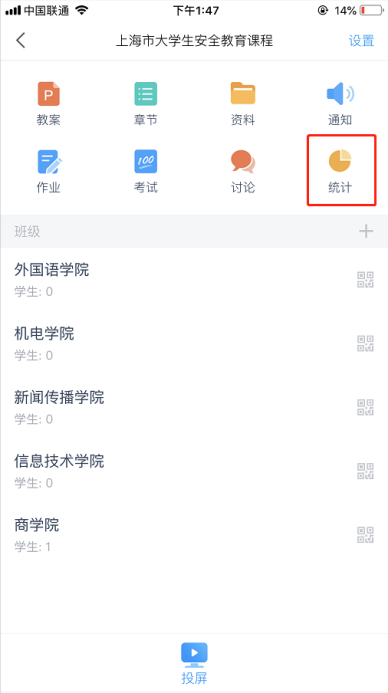 中国联通 下午1:47 14%
上海市大学生安全教育课程 设置
P
教案 章节 资料 通知
100
作业 考试 讨论 统计
班级
外国语学院
学生: 0
机电学院
学生: 0
新闻传播学院
学生: 0
信息技术学院
学生: 0
商学院
学生: 1
投屏